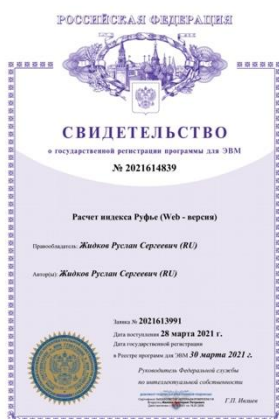 РОССИЙСКАЯ ФЕДЕРАЦИЯ
СВИДЕТЕЛЬСТВО
о государственной регистрации программы для ЭВМ
№ 2021614839
Расчет индекса Руфье (Web - версия)
Правообладатель: Жидков Руслан Сергеевич (RU)
Автор(ы): Жидков Руслан Сергеевич (RU)
Заявка № 2021613991
Дата поступления 28 марта 2021 г.
Дата государственной регистрации
в Реестре программ для ЭВМ 30 марта 2021 г.
Руководитель Федеральной службы
по интеллектуальной собственности
Г.П. Ивлиев